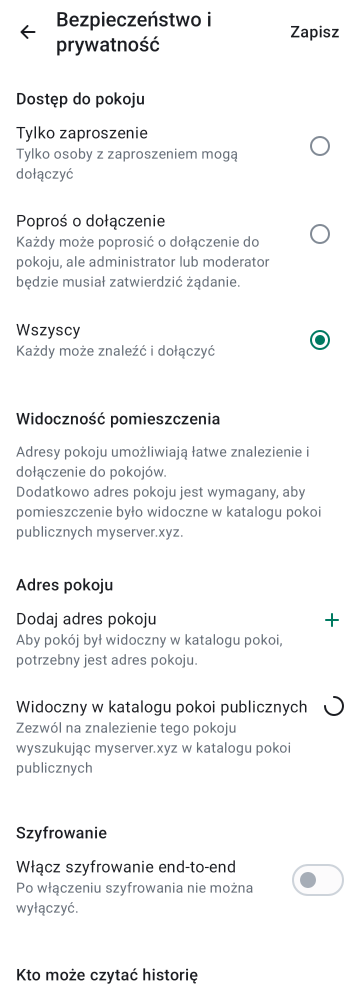 Bezpieczeństwo i
prywatność
Zapisz
Dostęp do pokoju
Tylko zaproszenie
Tylko osoby z zaproszeniem mogą
dołączyć
Poproś o dołączenie
Każdy może poprosić o dołączenie do
pokoju, ale administrator lub moderator
będzie musiał zatwierdzić żądanie.
Wszyscy
Każdy może znaleźć i dołączyć
Widoczność pomieszczenia
Adresy pokoju umożliwiają łatwe znalezienie i
dołączenie do pokojów.
Dodatkowo adres pokoju jest wymagany, aby
pomieszczenie było widoczne w katalogu pokoi
publicznych myserver.xyz.
Adres pokoju
Dodaj adres pokoju
Aby pokój był widoczny w katalogu pokoi,
potrzebny jest adres pokoju.
Widoczny w katalogu pokoi publicznych
Zezwól na znalezienie tego pokoju
wyszukując myserver.xyz w katalogu pokoi
publicznych
Szyfrowanie
Włącz szyfrowanie end-to-end
Po włączeniu szyfrowania nie można
wyłączyć.
Kto może czytać historię